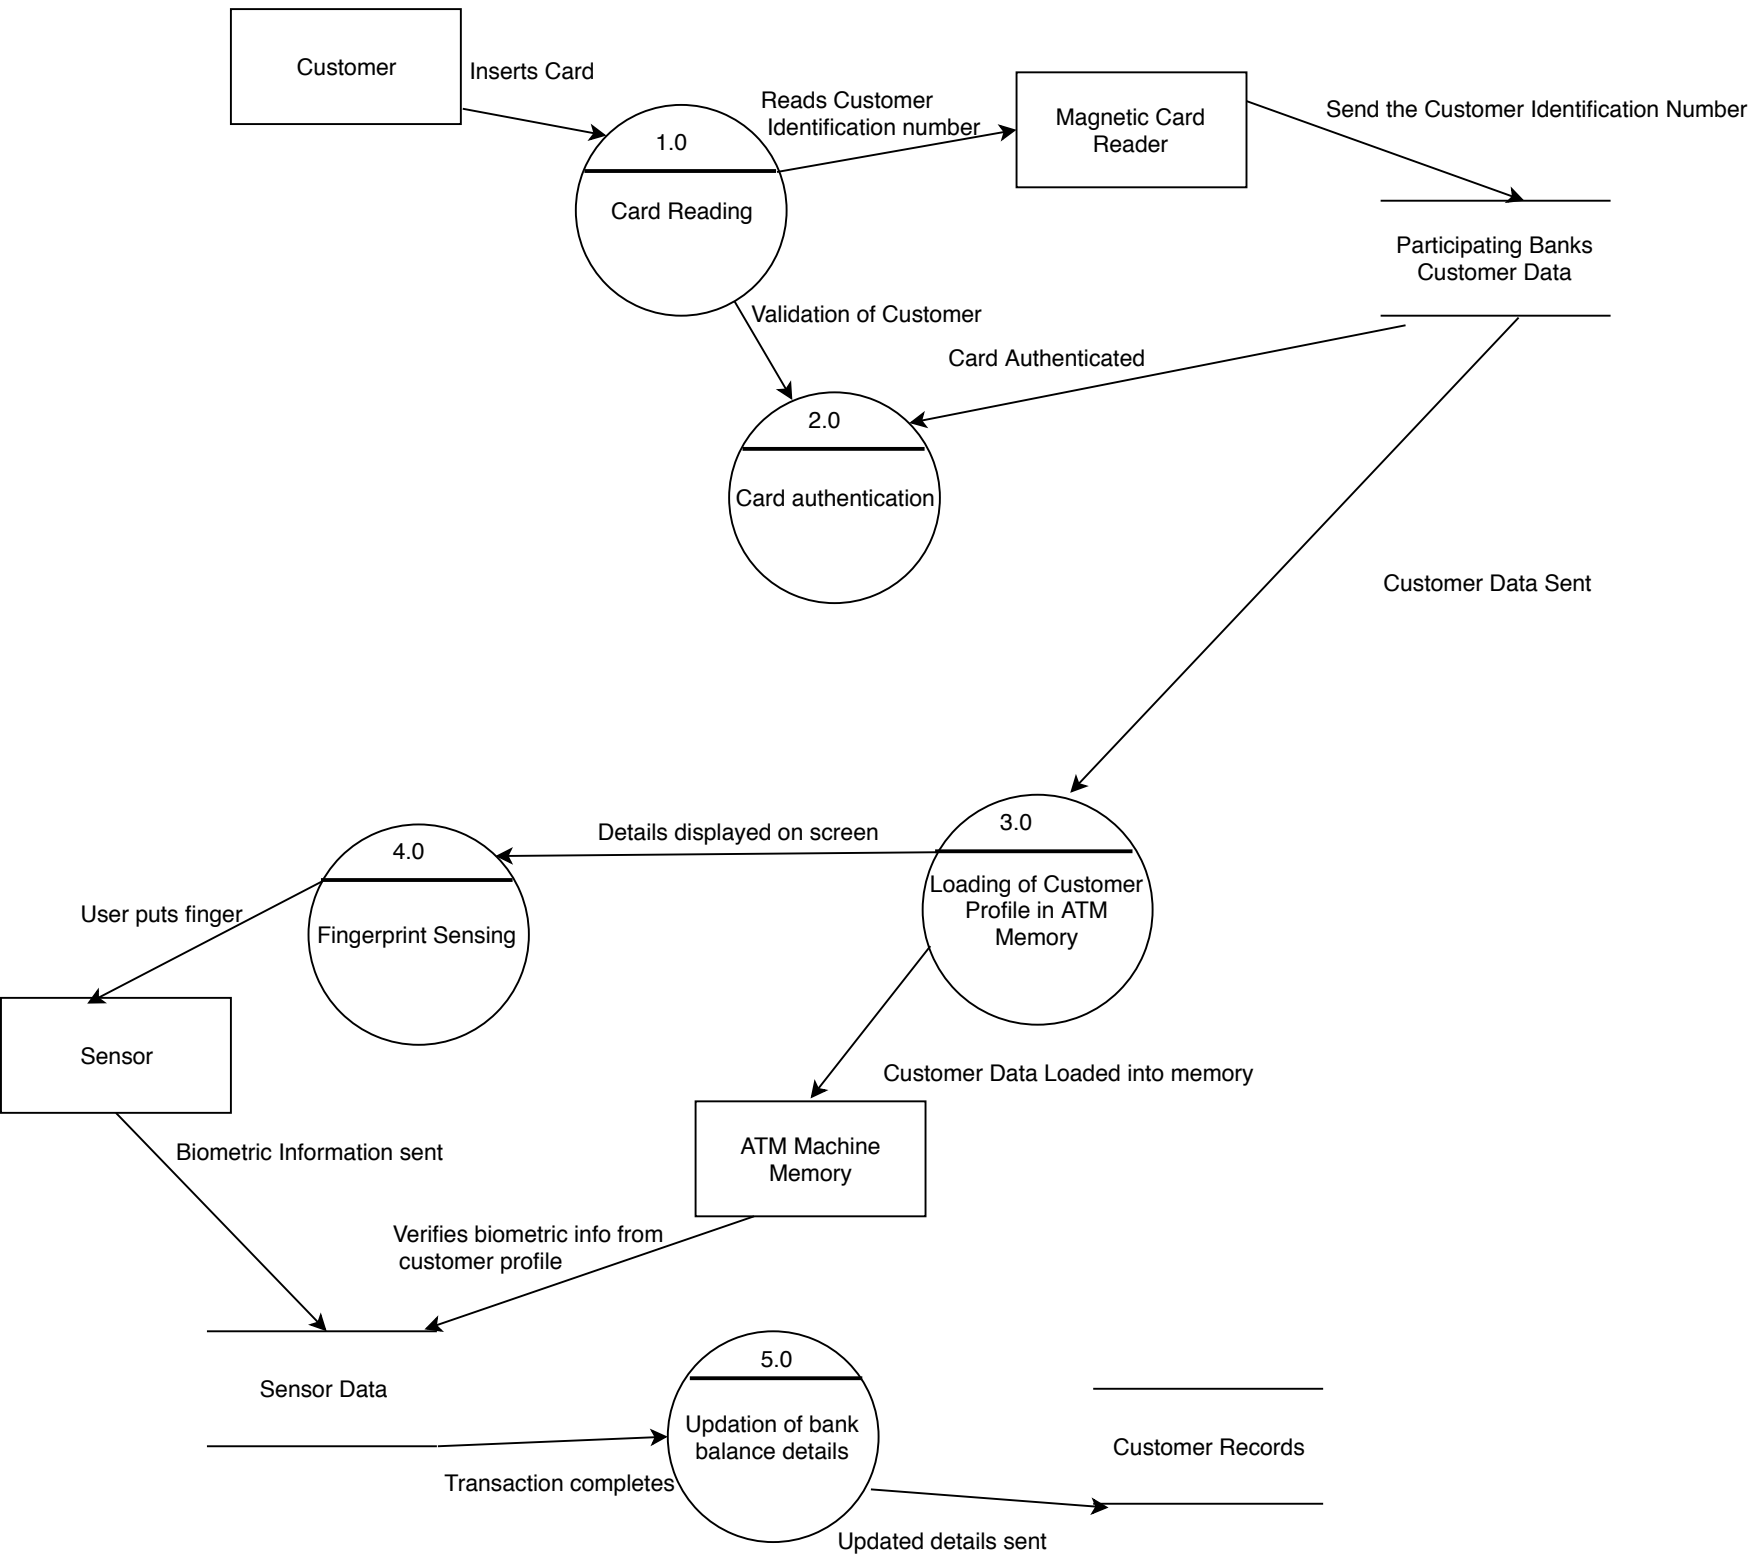 Customer
Inserts Card
Reads Customer
Identification number
Magnetic Card
Reader
Send the Customer Identification Number
1.0
Card Reading
Participating Banks
Customer Data
Validation of Customer
Card Authenticated
2.0
Card authentication
Customer Data Sent
3.0
Loading of Customer
Profile in ATM
Memory
Details displayed on screen
4.0
Fingerprint Sensing
User puts finger
Sensor
Customer Data Loaded into memory
ATM Machine
Memory
Biometric Information sent
Verifies biometric info from
customer profile
Sensor Data
5.0
Updation of bank
balance details
Customer Records
Transaction completes
Updated details sent